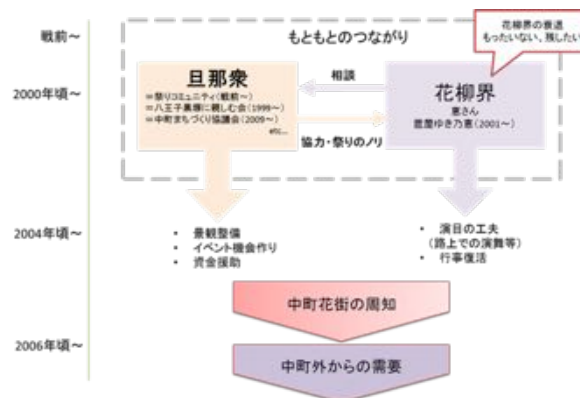 花柳界の衰退
もったいない、残したい
戦前～
もともとのつながり
旦那衆
＝祭りコミュニティ(戦前～)
＝八王子黒塀に親しむ会(1999～)
＝中町まちづくり協議会(2009～)
etc...
相談
協力・祭りのノリ
花柳界
恵さん
置屋ゆき乃恵(2001～)
2000年頃～
2004年頃～
• 景観整備
• イベント機会作り
• 資金援助
• 演目の工夫
(路上での演舞等)
• 行事復活
中町花街の周知
2006年頃～
中町外からの需要